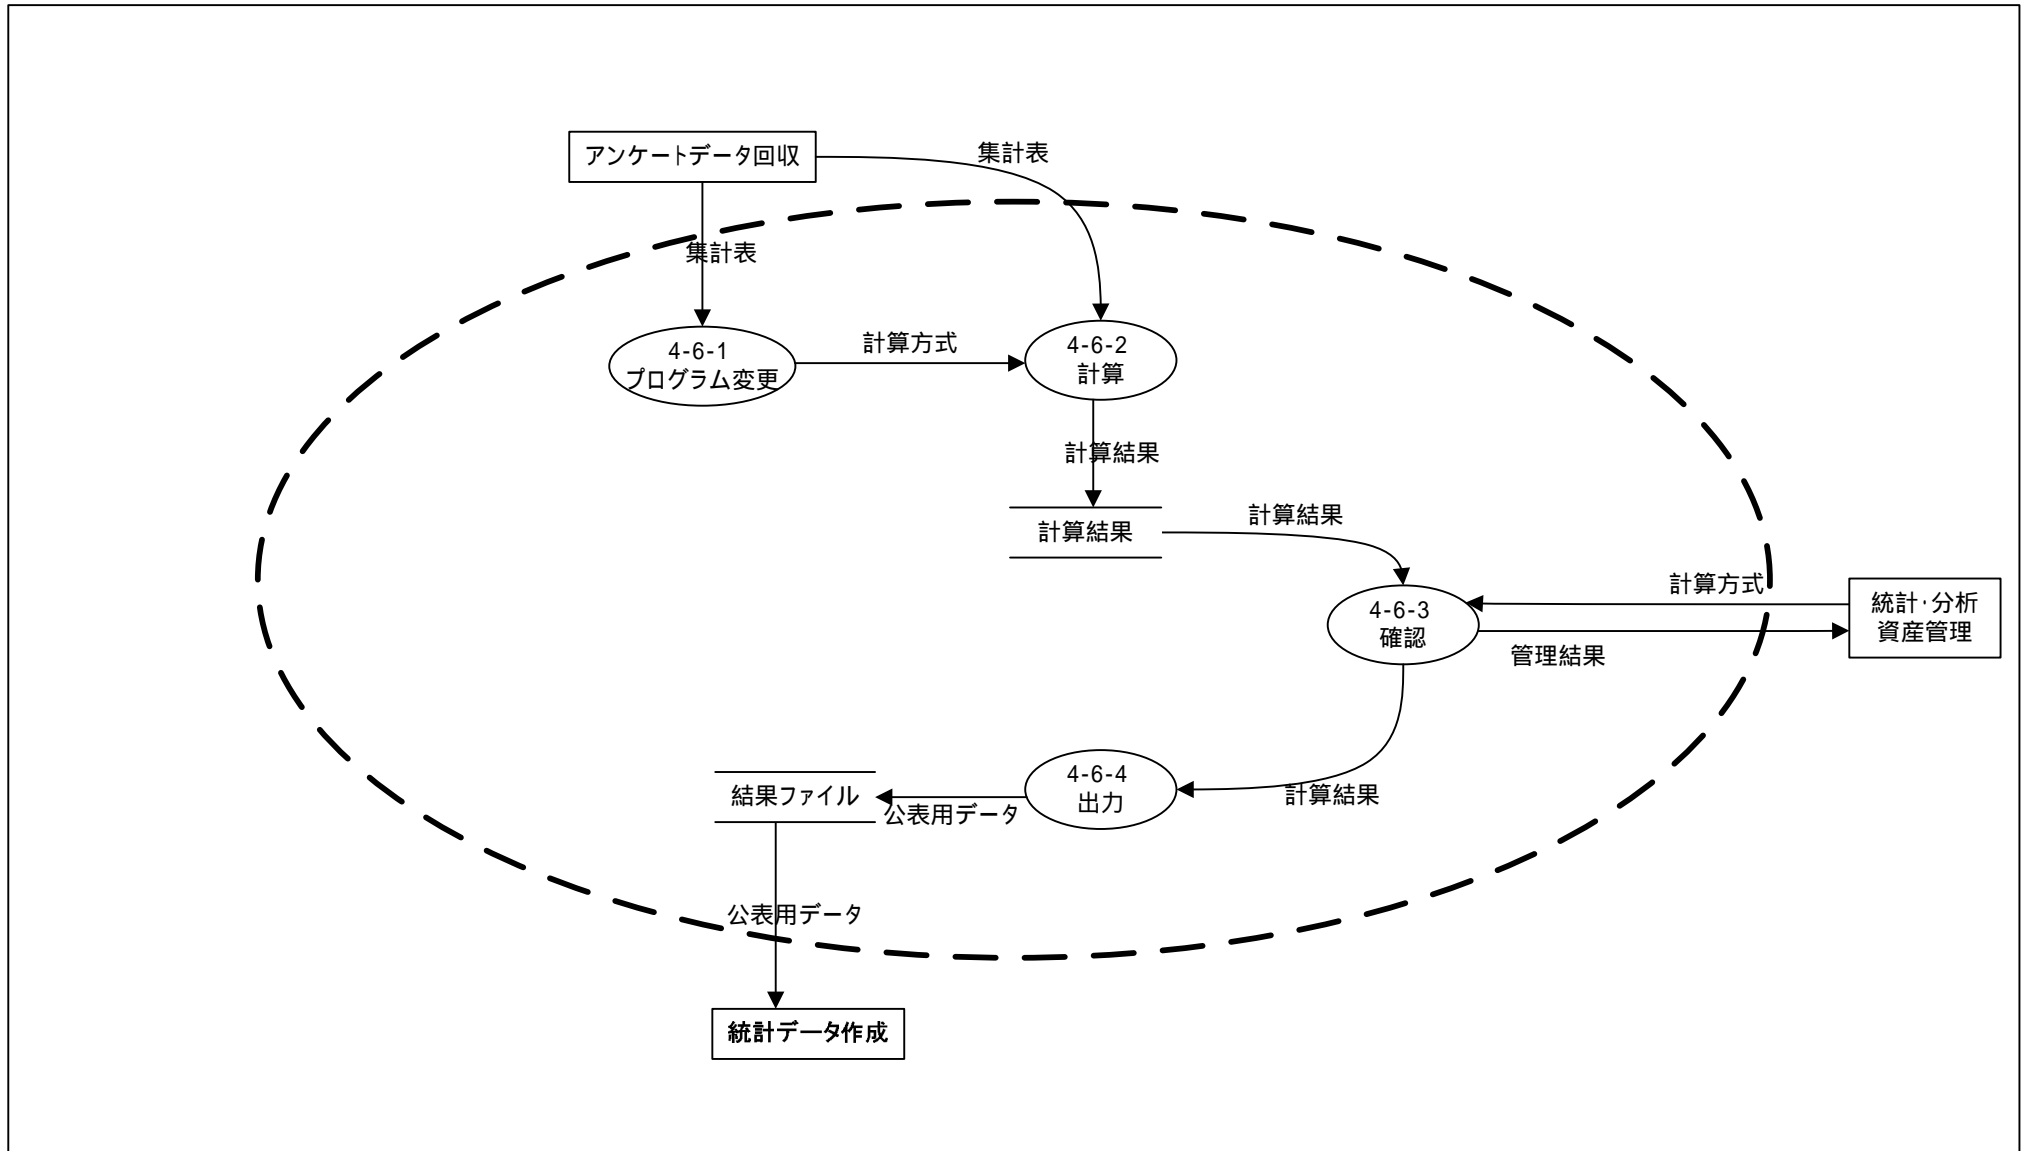 アンケートデータ回収
集計表
集計表
4-6-1
プログラム変更
計算方式
4-6-2
計算
計算結果
計算結果
計算結果
4-6-3
確認
計算方式
統計・分析
資産管理
管理結果
計算結果
4-6-4
出力
公表用データ
結果ファイル
公表用データ
統計データ作成